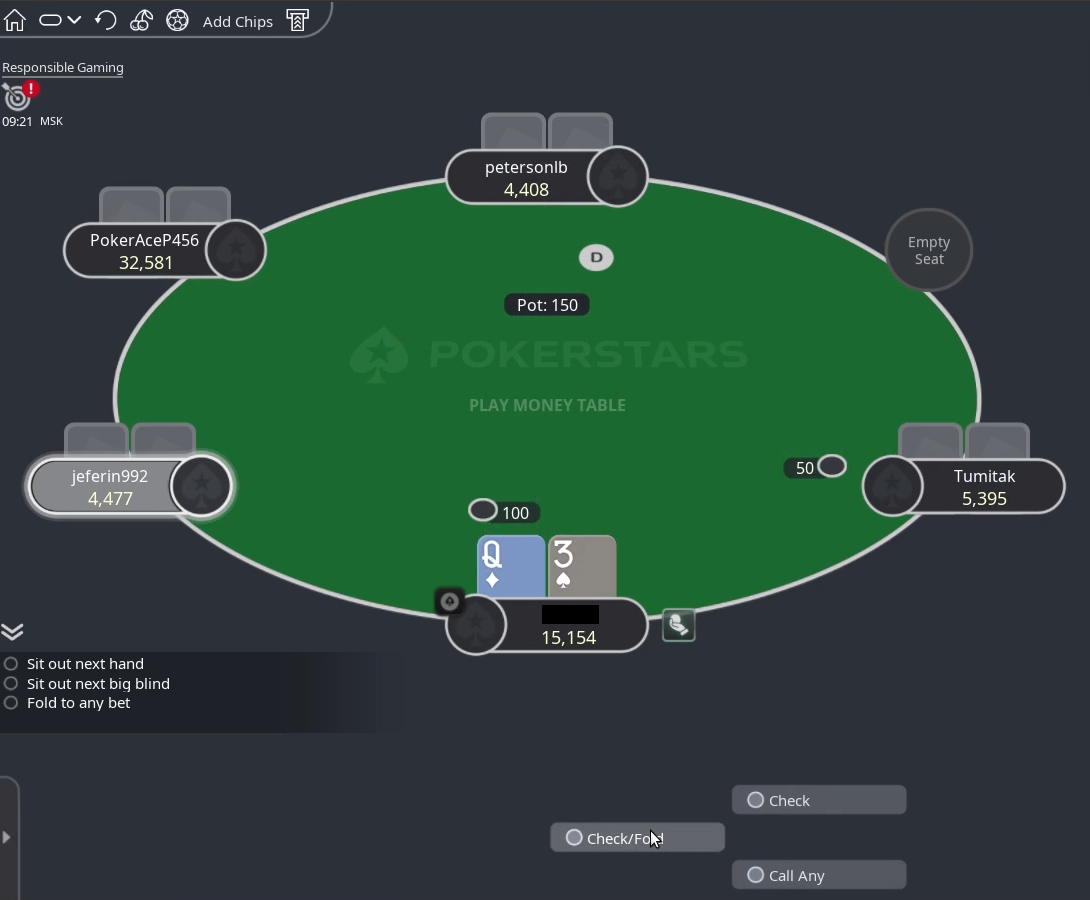 Add Chips
Responsible Gaming
!
09:21 MSK
petersonlb
4,408
PokerAceP456
32,581
Empty
Seat
D
Pot: 150
POKERSTARS
PLAY MONEY TABLE
jeferin992
4,477
50
Tumitak
5,395
100
Q 3
15,154
Sit out next hand
Sit out next big blind
Fold to any bet
Check
Check/Fold
Call Any